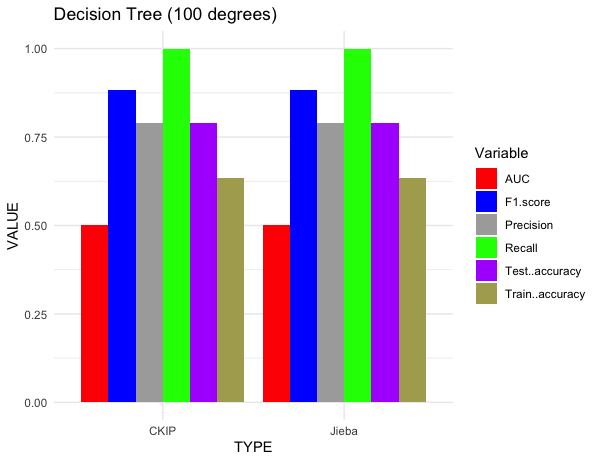 Decision Tree (100 degrees)
1.00
0.75
0.50
0.25
0.00
VALUE
CKIP
Jieba
TYPE
Variable
AUC
F1.score
Precision
Recall
Test..accuracy
Train..accuracy